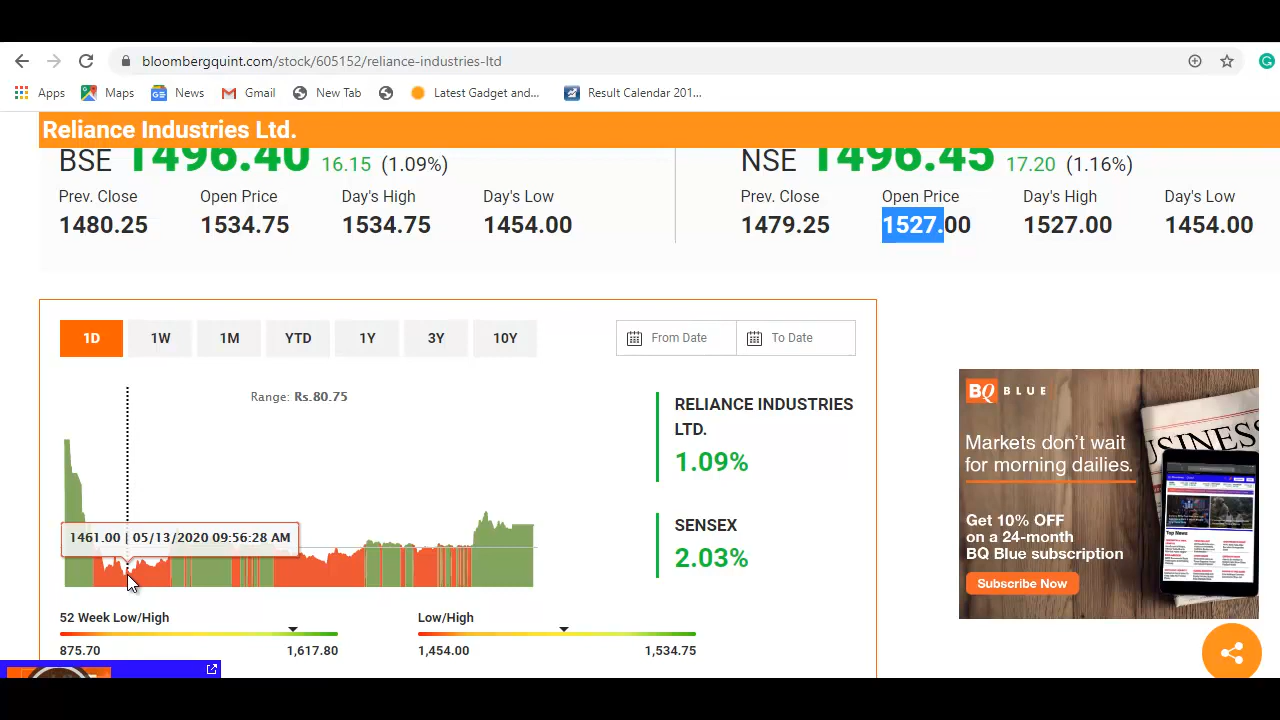 bloombergquint.com/stock/605152/reliance-industries-ltd
Apps Maps News Gmail New Tab Latest Gadget and... Result Calendar 201...
Reliance Industries Ltd.
BSE 1496.40 16.15 (1.09%)
NSE 1496.45 17.20 (1.16%)
Prev. Close Open Price Day's High Day's Low
1480.25 1534.75 1534.75 1454.00
Prev. Close Open Price Day's High Day's Low
1479.25 1527.00 1527.00 1454.00
1D 1W 1M YTD 1Y 3Y 10Y From Date To Date
Range: Rs.80.75
1461.00 | 05/13/2020 09:56:28 AM
RELIANCE INDUSTRIES
LTD.
1.09%
SENSEX
2.03%
52 Week Low/High
875.70 1,617.80
Low/High
1,454.00 1,534.75
BQ BLUE
Markets don't wait
for morning dailies.
Get 10% OFF
on a 24-month
BQ Blue subscription
Subscribe Now
BUSINESS
Top News